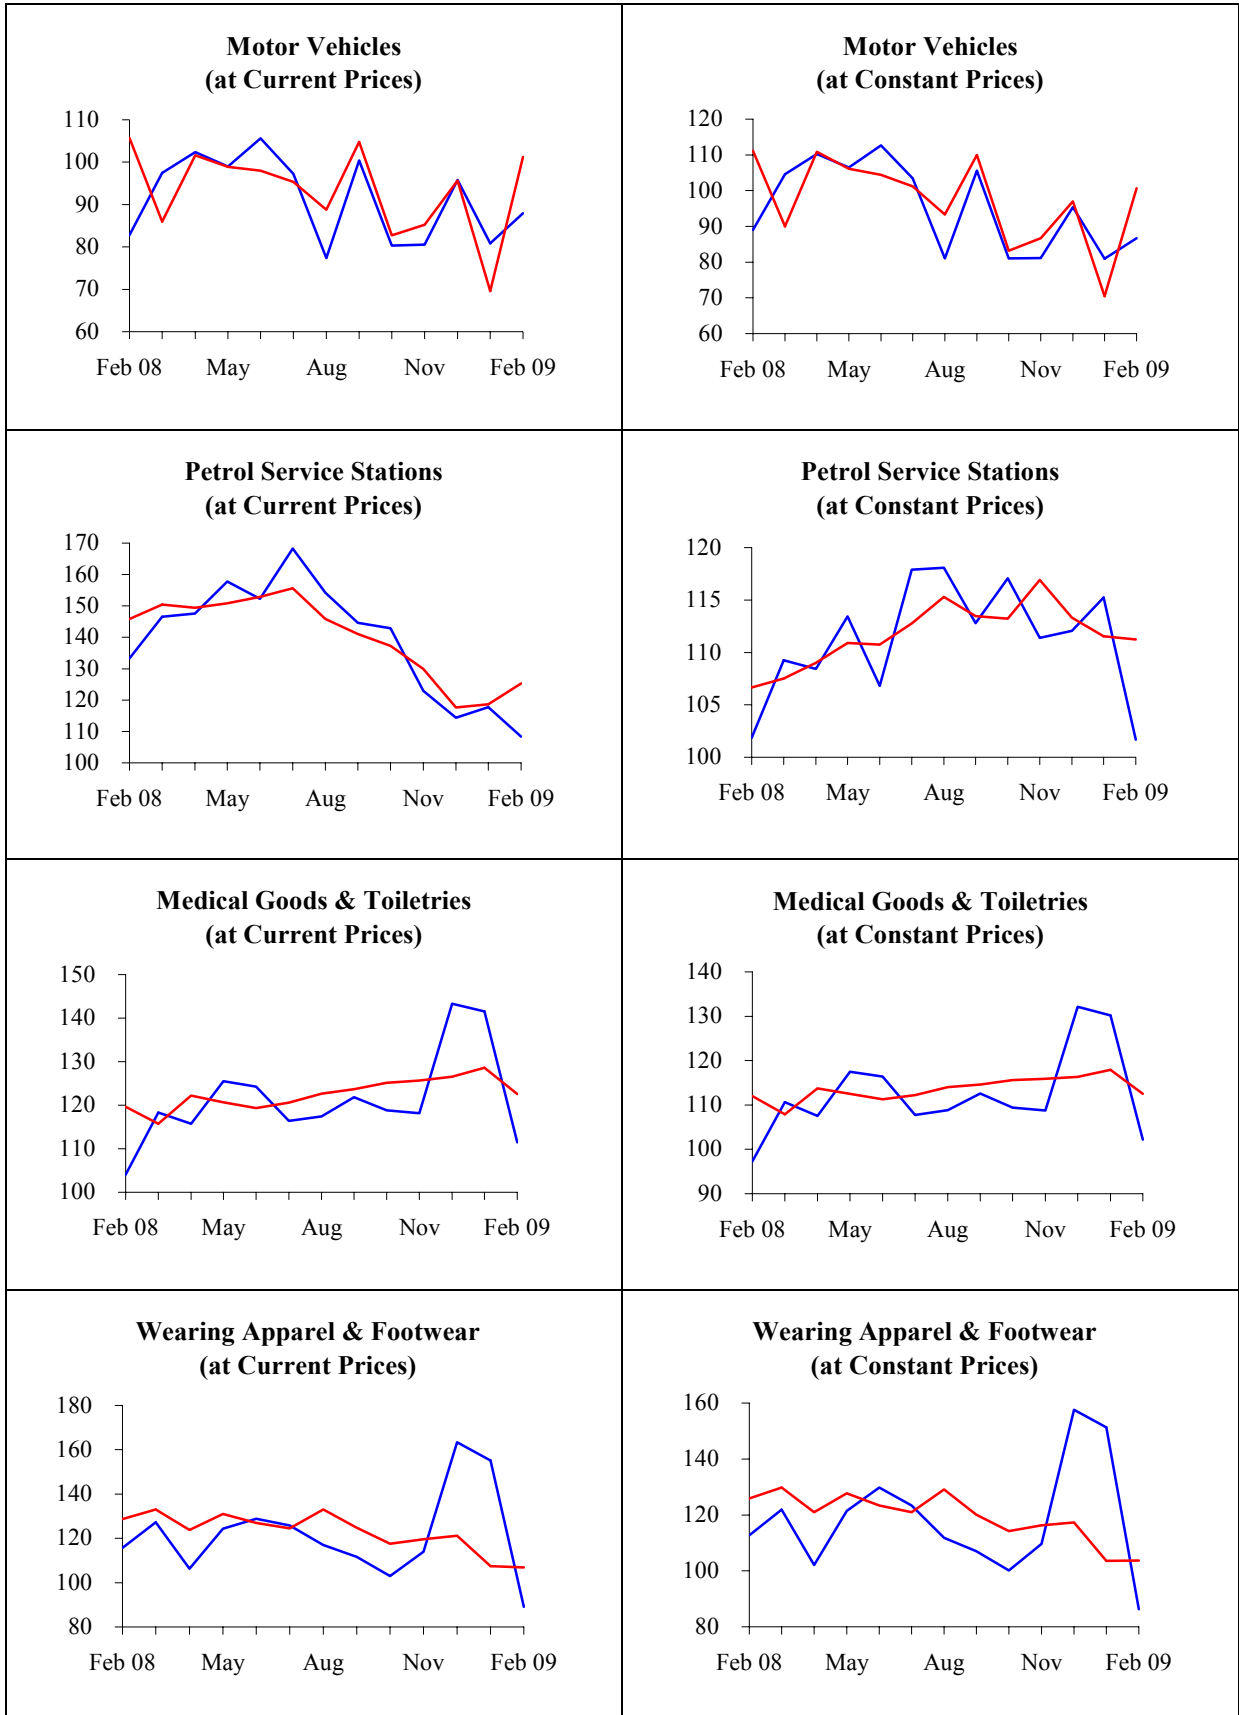 Motor Vehicles
(at Current Prices)
110
100
90
80
70
60
Feb 08 May Aug Nov Feb 09
Motor Vehicles
(at Constant Prices)
120
110
100
90
80
70
60
Feb 08 May Aug Nov Feb 09
Petrol Service Stations
(at Current Prices)
170
160
150
140
130
120
110
100
Feb 08 May Aug Nov Feb 09
Petrol Service Stations
(at Constant Prices)
120
115
110
105
100
Feb 08 May Aug Nov Feb 09
Medical Goods & Toiletries
(at Current Prices)
150
140
130
120
110
100
Feb 08 May Aug Nov Feb 09
Medical Goods & Toiletries
(at Constant Prices)
140
130
120
110
100
90
Feb 08 May Aug Nov Feb 09
Wearing Apparel & Footwear
(at Current Prices)
180
160
140
120
100
80
Feb 08 May Aug Nov Feb 09
Wearing Apparel & Footwear
(at Constant Prices)
160
140
120
100
80
Feb 08 May Aug Nov Feb 09